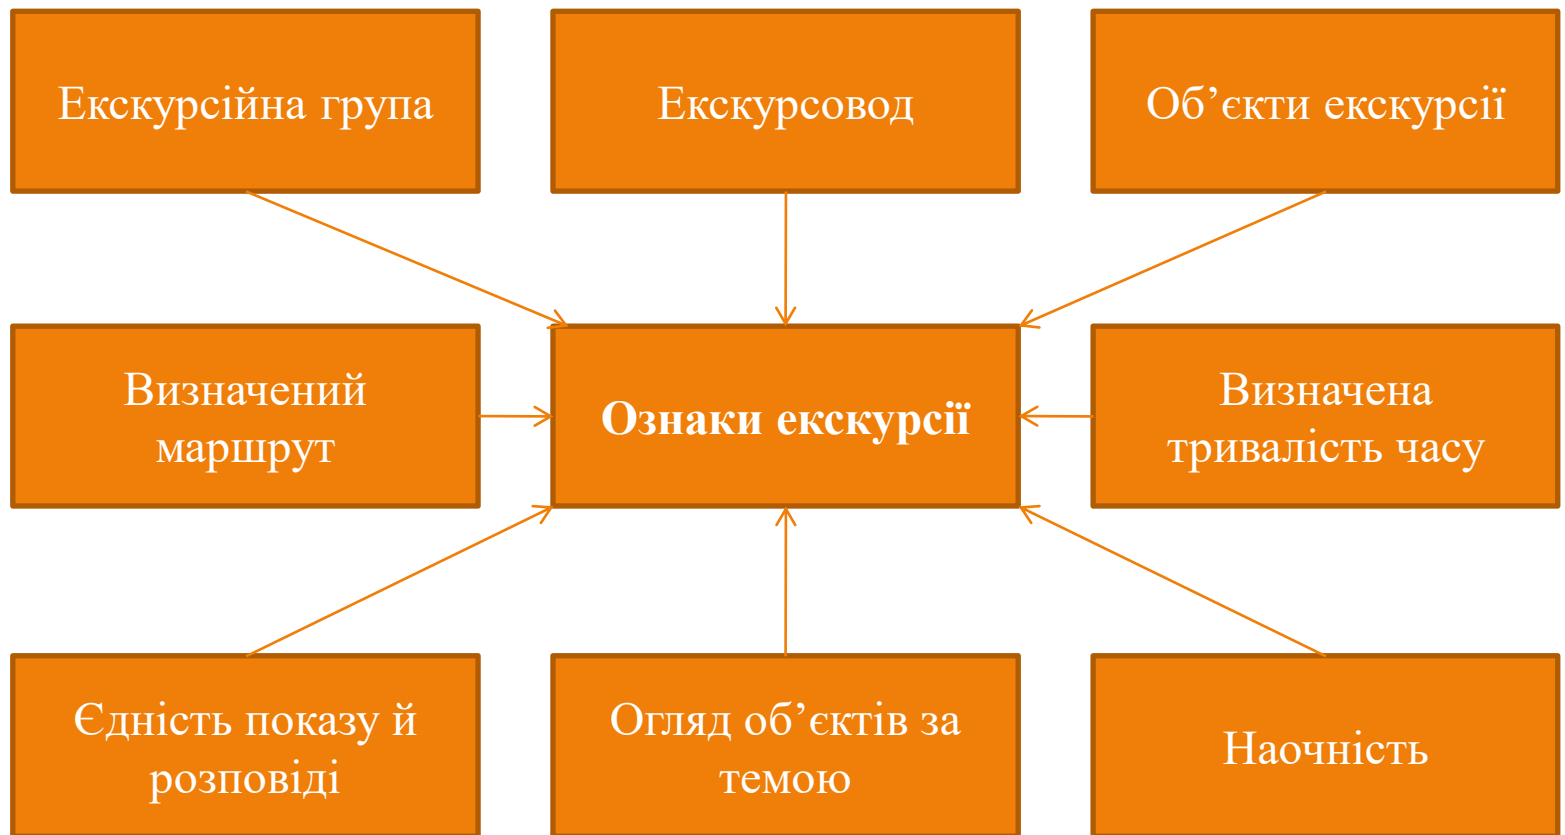 Екскурсійна група
Екскурсовод
Об’єкти екскурсії
Визначений
маршрут
Ознаки екскурсії
Визначена
тривалість часу
Єдність показу й
розповіді
Огляд об’єктів за
темою
Наочність